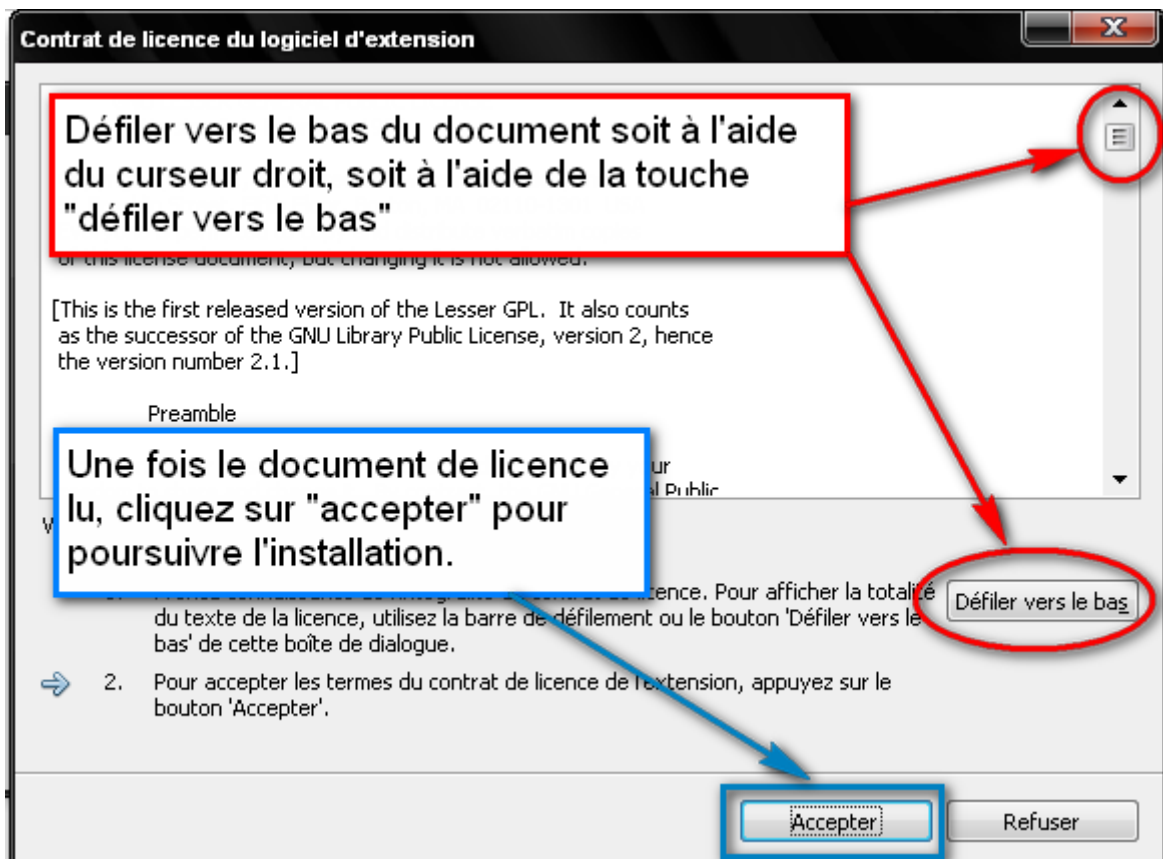 Contrat de licence du logiciel d'extension
Défiler vers le bas du document soit à l'aide
du curseur droit, soit à l'aide de la touche
"défiler vers le bas"
of this license document, but changing it is not allowed.
[This is the first released version of the Lesser GPL. It also counts
as the successor of the GNU Library Public License, version 2, hence
the version number 2.1.]
Preamble
Une fois le document de licence
lu, cliquez sur "accepter" pour
poursuivre l'installation.
Public
licence. Pour afficher la totalité
du texte de la licence, utilisez la barre de défilement ou le bouton 'Défiler vers le
bas' de cette boîte de dialogue.
Défiler vers le bas
2. Pour accepter les termes du contrat de licence de l'extension, appuyez sur le
bouton 'Accepter'.
Accepter
Refuser